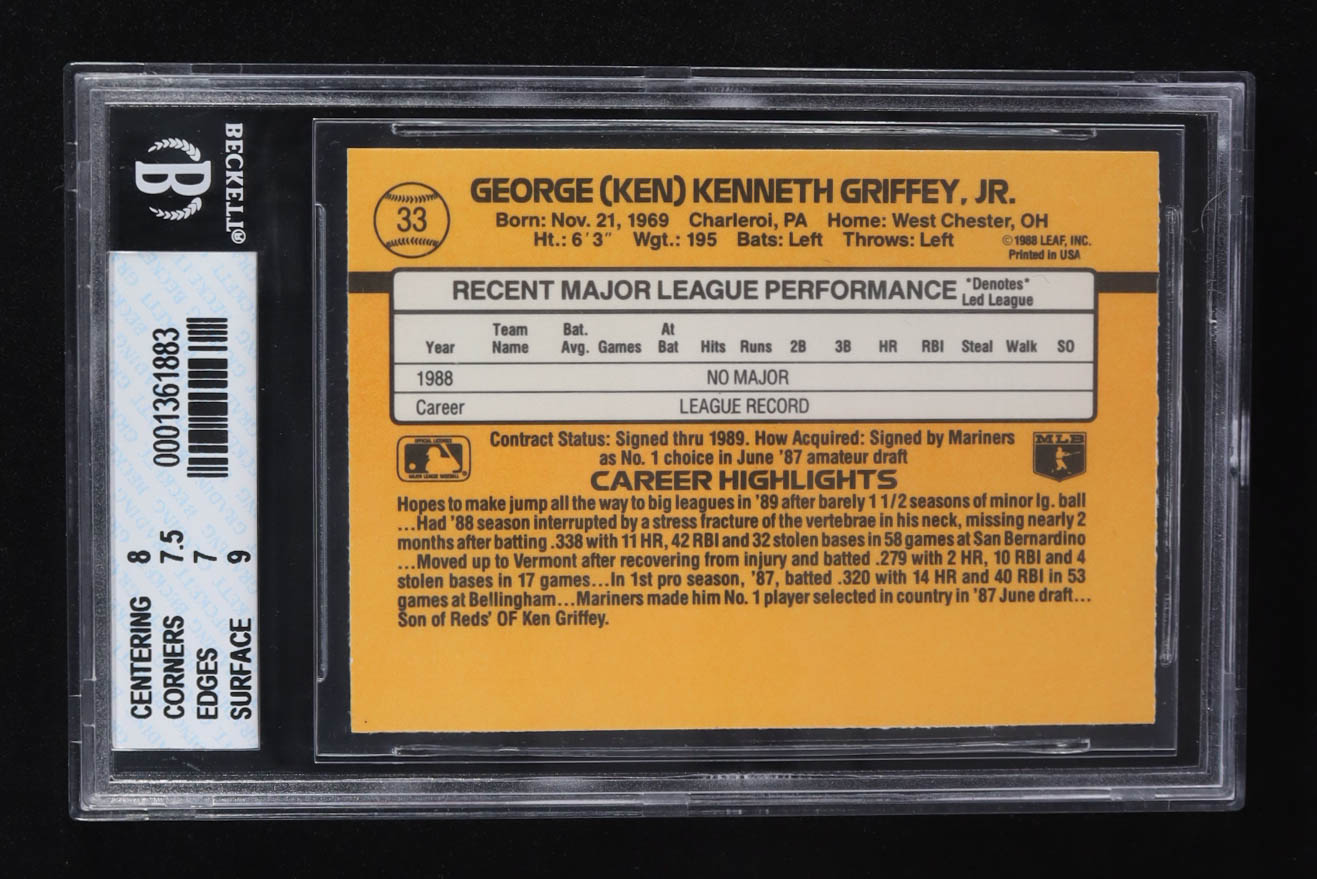 BECKETT®
B
0001361883
CENTERING 8
CORNERS 7.5
EDGES 7
SURFACE 9
33
GEORGE (KEN) KENNETH GRIFFEY, JR.
Born: Nov. 21, 1969 Charleroi, PA Home: West Chester, OH
Ht.: 6'3" Wgt.: 195 Bats: Left Throws: Left
©1988 LEAF, INC.
Printed in USA
RECENT MAJOR LEAGUE PERFORMANCE
*Denotes*
Led League
Year Team Name Bat. Avg. Games At Bat Hits Runs 2B 3B HR RBI Steal Walk SO
1988 NO MAJOR
Career LEAGUE RECORD
OFFICIAL LICENSEE
MAJOR LEAGUE BASEBALL
Contract Status: Signed thru 1989. How Acquired: Signed by Mariners
as No. 1 choice in June '87 amateur draft
MLB
CAREER HIGHLIGHTS
Hopes to make jump all the way to big leagues in '89 after barely 1 1/2 seasons of minor lg. ball
...Had '88 season interrupted by a stress fracture of the vertebrae in his neck, missing nearly 2
months after batting .338 with 11 HR, 42 RBI and 32 stolen bases in 58 games at San Bernardino
...Moved up to Vermont after recovering from injury and batted .279 with 2 HR, 10 RBI and 4
stolen bases in 17 games...In 1st pro season, '87, batted .320 with 14 HR and 40 RBI in 53
games at Bellingham...Mariners made him No. 1 player selected in country in '87 June draft...
Son of Reds' OF Ken Griffey.